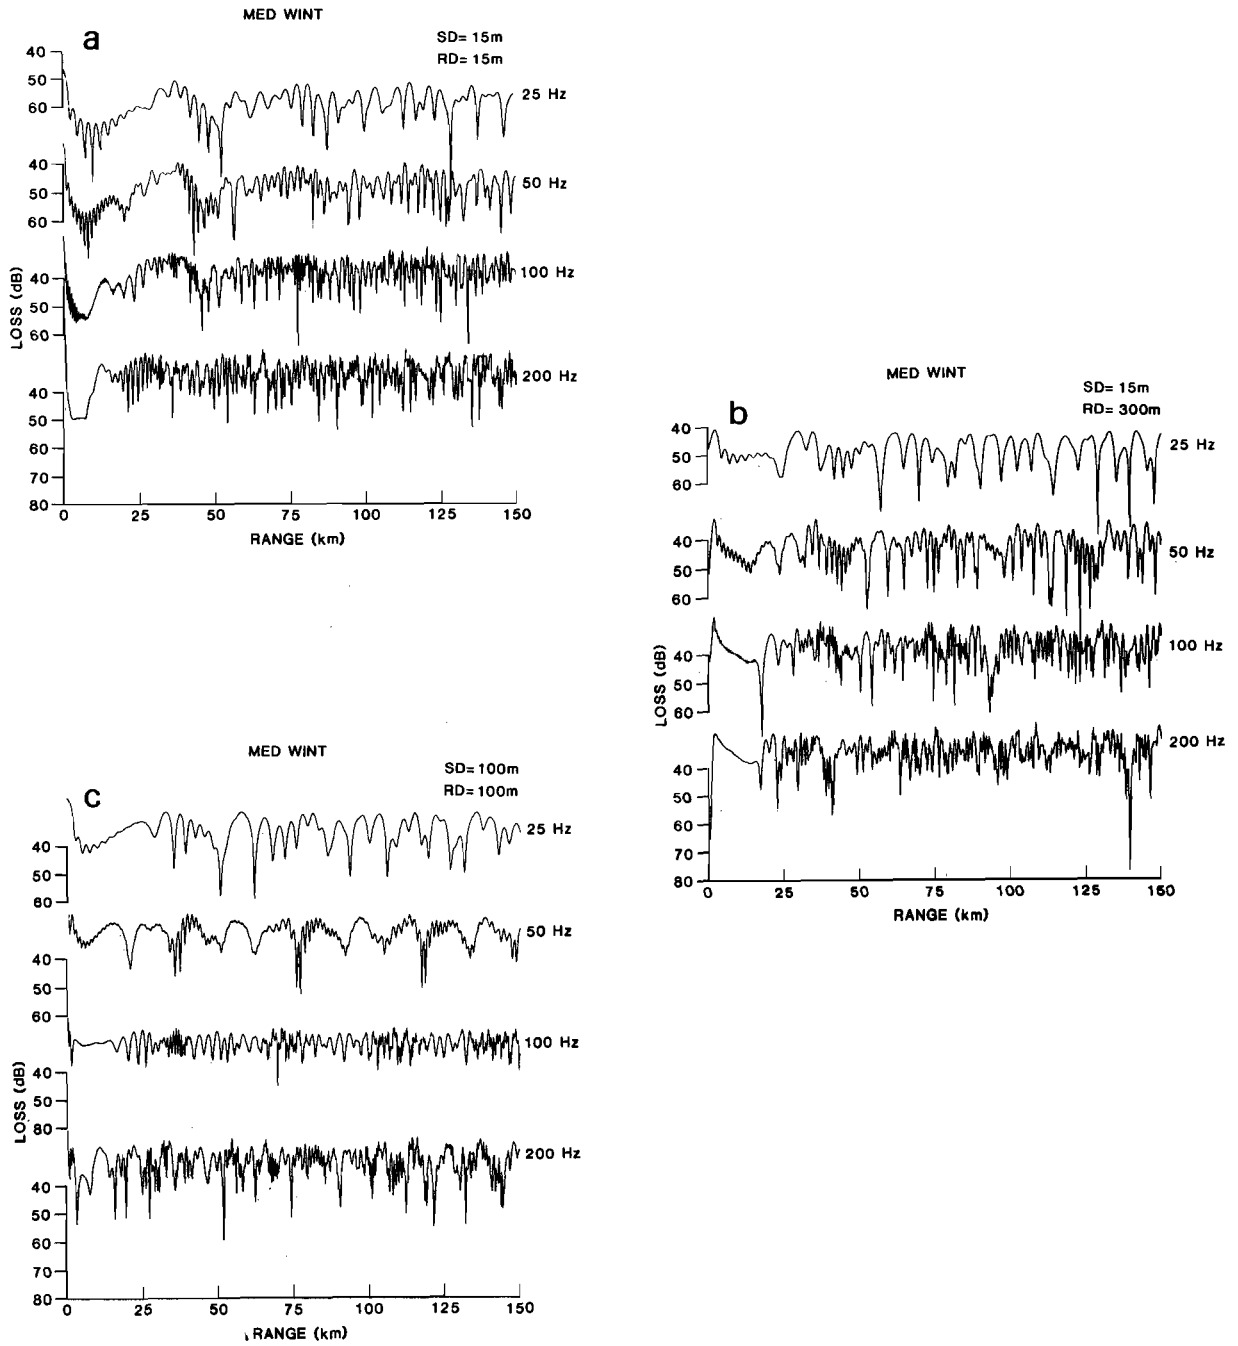 MED WINT
a
SD= 15m
RD= 15m
40
50
60
25 Hz
40
50
60
50 Hz
40
50
60
100 Hz
40
50
60
70
80
200 Hz
LOSS (dB)
0 25 50 75 100 125 150
RANGE (km)
MED WINT
b
SD= 15m
RD= 300m
40
50
60
25 Hz
40
50
60
50 Hz
40
50
60
100 Hz
40
50
60
70
80
200 Hz
LOSS (dB)
0 25 50 75 100 125 150
RANGE (km)
MED WINT
c
SD= 100m
RD= 100m
40
50
60
25 Hz
40
50
60
50 Hz
40
50
80
100 Hz
40
50
60
70
80
200 Hz
LOSS (dB)
0 25 50 75 100 125 150
RANGE (km)